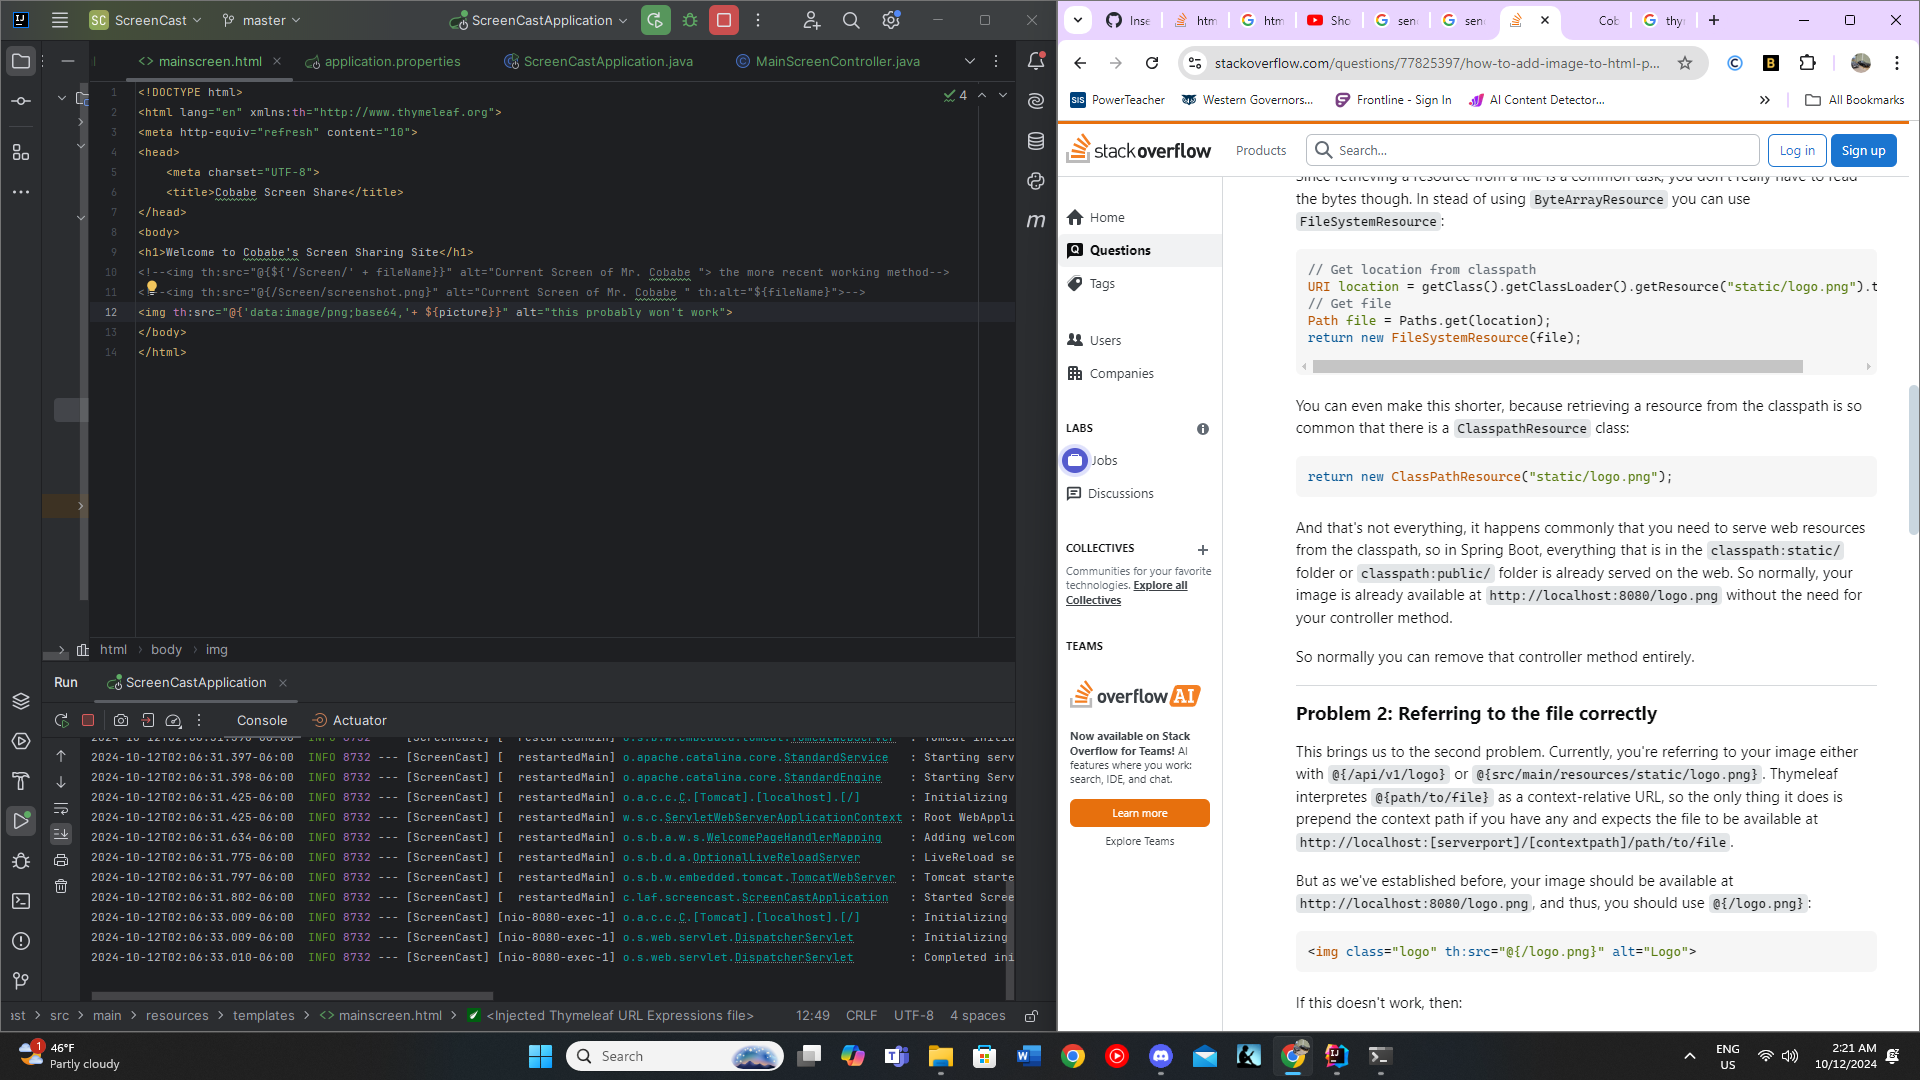 SC ScreenCast master ScreenCastApplication
mainscreen.html application.properties ScreenCastApplication.java MainScreenController.java
4
1 <!DOCTYPE html>
2 <html lang="en" xmlns:th="http://www.thymeleaf.org">
3 <meta http-equiv="refresh" content="10">
4 <head>
5 <meta charset="UTF-8">
6 <title>Cobabe Screen Share</title>
7 </head>
8 <body>
9 <h1>Welcome to Cobabe's Screen Sharing Site</h1>
10 <!--<img th:src="@{${'/Screen/' + fileName}}" alt="Current Screen of Mr. Cobabe "> the more recent working method-->
11 <!--<img th:src="@{/Screen/screenshot.png}" alt="Current Screen of Mr. Cobabe " th:alt="${fileName}">-->
12 <img th:src="@{'data:image/png;base64,'+ ${picture}}" alt="this probably won't work">
13 </body>
14 </html>
html body img
Run ScreenCastApplication
Console Actuator
2024-10-12T02:06:31.397-06:00 INFO 8732 --- [ScreenCast] [ restartedMain] o.apache.catalina.core.StandardService : Starting serv
2024-10-12T02:06:31.398-06:00 INFO 8732 --- [ScreenCast] [ restartedMain] o.apache.catalina.core.StandardEngine : Starting Serv
2024-10-12T02:06:31.425-06:00 INFO 8732 --- [ScreenCast] [ restartedMain] o.a.c.c.C.[Tomcat].[localhost].[/] : Initializing
2024-10-12T02:06:31.425-06:00 INFO 8732 --- [ScreenCast] [ restartedMain] w.s.c.ServletWebServerApplicationContext : Root WebAppli
2024-10-12T02:06:31.634-06:00 INFO 8732 --- [ScreenCast] [ restartedMain] o.s.b.a.w.s.WelcomePageHandlerMapping : Adding welcom
2024-10-12T02:06:31.775-06:00 INFO 8732 --- [ScreenCast] [ restartedMain] o.s.b.d.a.OptionalLiveReloadServer : LiveReload se
2024-10-12T02:06:31.797-06:00 INFO 8732 --- [ScreenCast] [ restartedMain] o.s.b.w.embedded.tomcat.TomcatWebServer : Tomcat starte
2024-10-12T02:06:31.802-06:00 INFO 8732 --- [ScreenCast] [ restartedMain] c.laf.screencast.ScreenCastApplication : Started Scree
2024-10-12T02:06:33.009-06:00 INFO 8732 --- [ScreenCast] [nio-8080-exec-1] o.a.c.c.C.[Tomcat].[localhost].[/] : Initializing
2024-10-12T02:06:33.009-06:00 INFO 8732 --- [ScreenCast] [nio-8080-exec-1] o.s.web.servlet.DispatcherServlet : Initializing
2024-10-12T02:06:33.010-06:00 INFO 8732 --- [ScreenCast] [nio-8080-exec-1] o.s.web.servlet.DispatcherServlet : Completed ini
ast src main resources templates mainscreen.html <Injected Thymeleaf URL Expressions file> 12:49 CRLF UTF-8 4 spaces
Inse htm htm Sho sen sen Cob thy
stackoverflow.com/questions/77825397/how-to-add-image-to-html-p...
SIS PowerTeacher Western Governors... Frontline - Sign In AI Content Detector... All Bookmarks
stackoverflow Products Search... Log in Sign up
Home
Questions
Tags
Users
Companies
LABS
Jobs
Discussions
COLLECTIVES
Communities for your favorite
technologies. Explore all
Collectives
TEAMS
overflow AI
Now available on Stack
Overflow for Teams! AI
features where you work:
search, IDE, and chat.
Learn more
Explore Teams
Since retrieving a resource from a file is a common task, you don't really have to read
the bytes though. In stead of using ByteArrayResource you can use
FileSystemResource:
// Get location from classpath
URI location = getClass().getClassLoader().getResource("static/logo.png").t
// Get file
Path file = Paths.get(location);
return new FileSystemResource(file);
You can even make this shorter, because retrieving a resource from the classpath is so
common that there is a ClasspathResource class:
return new ClassPathResource("static/logo.png");
And that's not everything, it happens commonly that you need to serve web resources
from the classpath, so in Spring Boot, everything that is in the classpath:static/
folder or classpath:public/ folder is already served on the web. So normally, your
image is already available at http://localhost:8080/logo.png without the need for
your controller method.
So normally you can remove that controller method entirely.
Problem 2: Referring to the file correctly
This brings us to the second problem. Currently, you're referring to your image either
with @{/api/v1/logo} or @{src/main/resources/static/logo.png}. Thymeleaf
interpretes @{path/to/file} as a context-relative URL, so the only thing it does is
prepend the context path if you have any and expects the file to be available at
http://localhost:[serverport]/[contextpath]/path/to/file.
But as we've established before, your image should be available at
http://localhost:8080/logo.png, and thus, you should use @{/logo.png}:
<img class="logo" th:src="@{/logo.png}" alt="Logo">
If this doesn't work, then:
1 46°F
Partly cloudy
Search
ENG
US
2:21 AM
10/12/2024